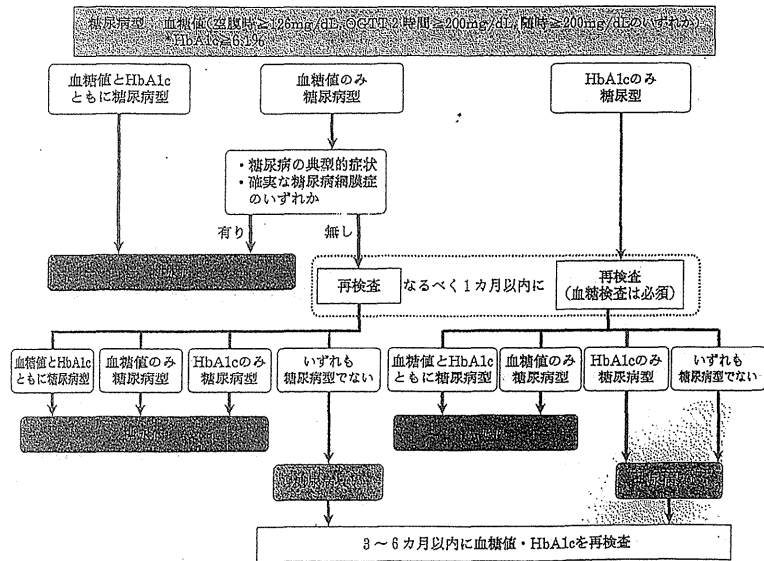 糖尿病型 血糖値(空腹時≧126mg/dL, OGTT 2時間≧200mg/dL, 随時≧200mg/dLのいずれか)
HbA1c≧6.1%
血糖値とHbA1c
ともに糖尿病型
血糖値のみ
糖尿病型
HbA1cのみ
糖尿型
・糖尿病の典型的症状
・確実な糖尿病網膜症
のいずれか
有り
無し
再検査
なるべく1カ月以内に
再検査
(血糖検査は必須)
血糖値とHbA1c
ともに糖尿病型
血糖値のみ
糖尿病型
HbA1cのみ
糖尿病型
いずれも
糖尿病型でない
血糖値とHbA1c
ともに糖尿病型
血糖値のみ
糖尿病型
HbA1cのみ
糖尿病型
いずれも
糖尿病型でない
3〜6カ月以内に血糖値・HbA1cを再検査